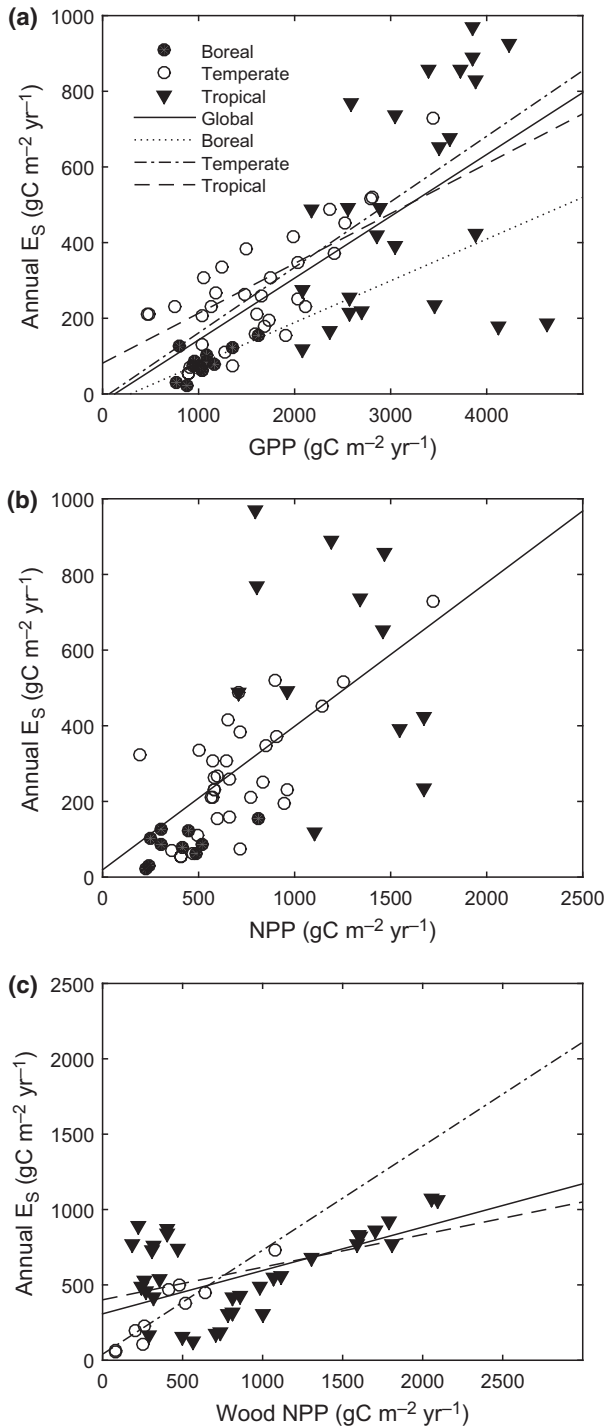 (a)
1000
800
600
400
200
0
Annual E_S (gC m⁻² yr⁻¹)
Boreal
Temperate
Tropical
Global
Boreal
Temperate
Tropical
0 1000 2000 3000 4000
GPP (gC m⁻² yr⁻¹)
(b)
1000
800
600
400
200
0
Annual E_S (gC m⁻² yr⁻¹)
0 500 1000 1500 2000 2500
NPP (gC m⁻² yr⁻¹)
(c)
2500
2000
1500
1000
500
0
Annual E_S (gC m⁻² yr⁻¹)
0 500 1000 1500 2000 2500
Wood NPP (gC m⁻² yr⁻¹)